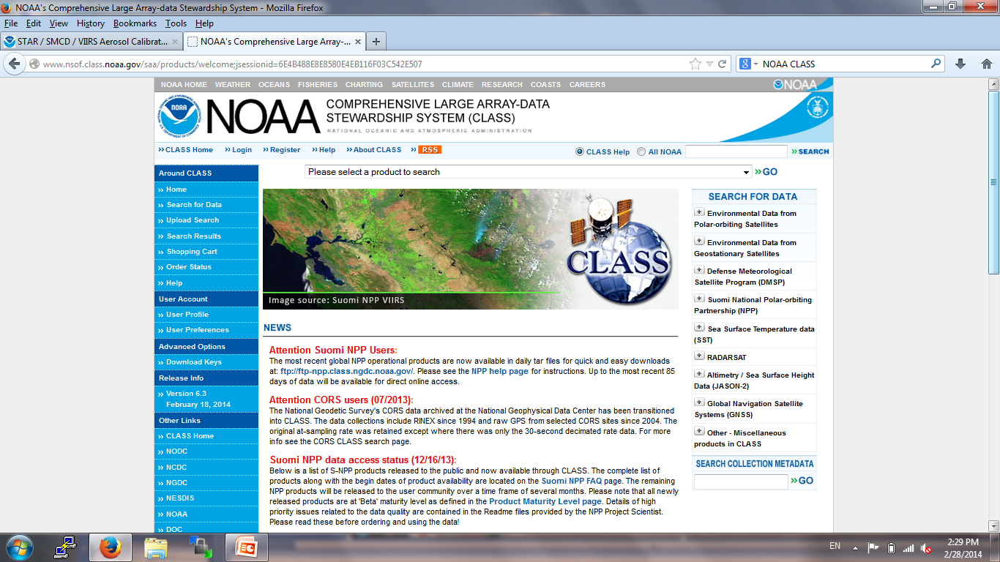 NOAA's Comprehensive Large Array-data Stewardship System - Mozilla Firefox
File Edit View History Bookmarks Tools Help
STAR / SMCD / VIIRS Aerosol Calibrat...
NOAA's Comprehensive Large Array-...
www.nsof.class.noaa.gov/saa/products/welcome;jsessionid=6E4B488E8E8580E4EB116F03C542E507
NOAA CLASS
NOAA HOME WEATHER OCEANS FISHERIES CHARTING SATELLITES CLIMATE RESEARCH COASTS CAREERS
NOAA
NOAA
NOAA
COMPREHENSIVE LARGE ARRAY-DATA
STEWARDSHIP SYSTEM (CLASS)
NATIONAL OCEANIC AND ATMOSPHERIC ADMINISTRATION
»CLASS Home »Login »Register »Help »About CLASS » RSS
CLASS Help All NOAA »SEARCH
Please select a product to search »GO
Around CLASS
» Home
» Search for Data
» Upload Search
» Search Results
» Shopping Cart
» Order Status
» Help
User Account
» User Profile
» User Preferences
Advanced Options
» Download Keys
Release Info
» Version 6.3
February 18, 2014
Other Links
» CLASS Home
» NODC
» NCDC
» NGDC
» NESDIS
» NOAA
» DOC
CLASS
Image source: Suomi NPP VIIRS
NEWS
Attention Suomi NPP Users:
The most recent global NPP operational products are now available in daily tar files for quick and easy downloads
at: ftp://ftp-npp.class.ngdc.noaa.gov/. Please see the NPP help page for instructions. Up to the most recent 85
days of data will be available for direct online access.
Attention CORS users (07/2013):
The National Geodetic Survey's CORS data archived at the National Geophysical Data Center has been transitioned
into CLASS. The data collections include RINEX since 1994 and raw GPS from selected CORS sites since 2004. The
original at-sampling rate was retained except where there was only the 30-second decimated rate data. For more
info see the CORS CLASS search page.
Suomi NPP data access status (12/16/13):
Below is a list of S-NPP products released to the public and now available through CLASS. The complete list of
products along with the begin dates of product availability are located on the Suomi NPP FAQ page. The remaining
NPP products will be released to the user community over a time frame of several months. Please note that all newly
released products are at 'Beta' maturity level as defined in the Product Maturity Level page. Details of high
priority issues related to the data quality are contained in the Readme files provided by the NPP Project Scientist.
Please read these before ordering and using the data!
SEARCH FOR DATA
Environmental Data from
Polar-orbiting Satellites
Environmental Data from
Geostationary Satellites
Defense Meteorological
Satellite Program (DMSP)
Suomi National Polar-orbiting
Partnership (NPP)
Sea Surface Temperature data
(SST)
RADARSAT
Altimetry / Sea Surface Height
Data (JASON-2)
Global Navigation Satellite
Systems (GNSS)
Other - Miscellaneous
products in CLASS
SEARCH COLLECTION METADATA
»GO
EN
2:29 PM
2/28/2014